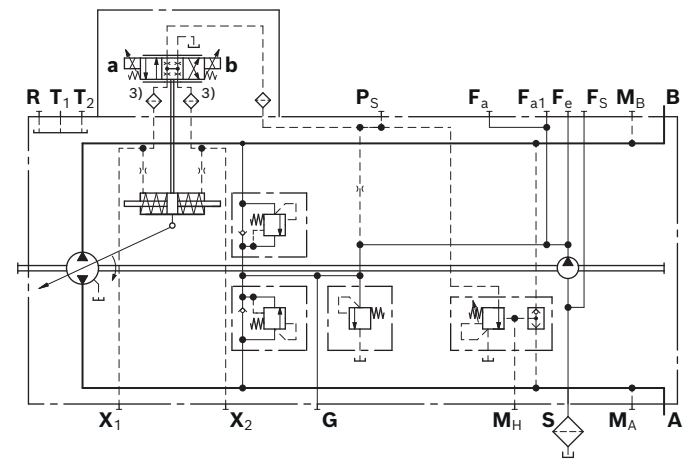 a b
3) 3)
R T1 T2 PS Fa Fa1 Fe FS MB B
X1 X2 G MH S MA A